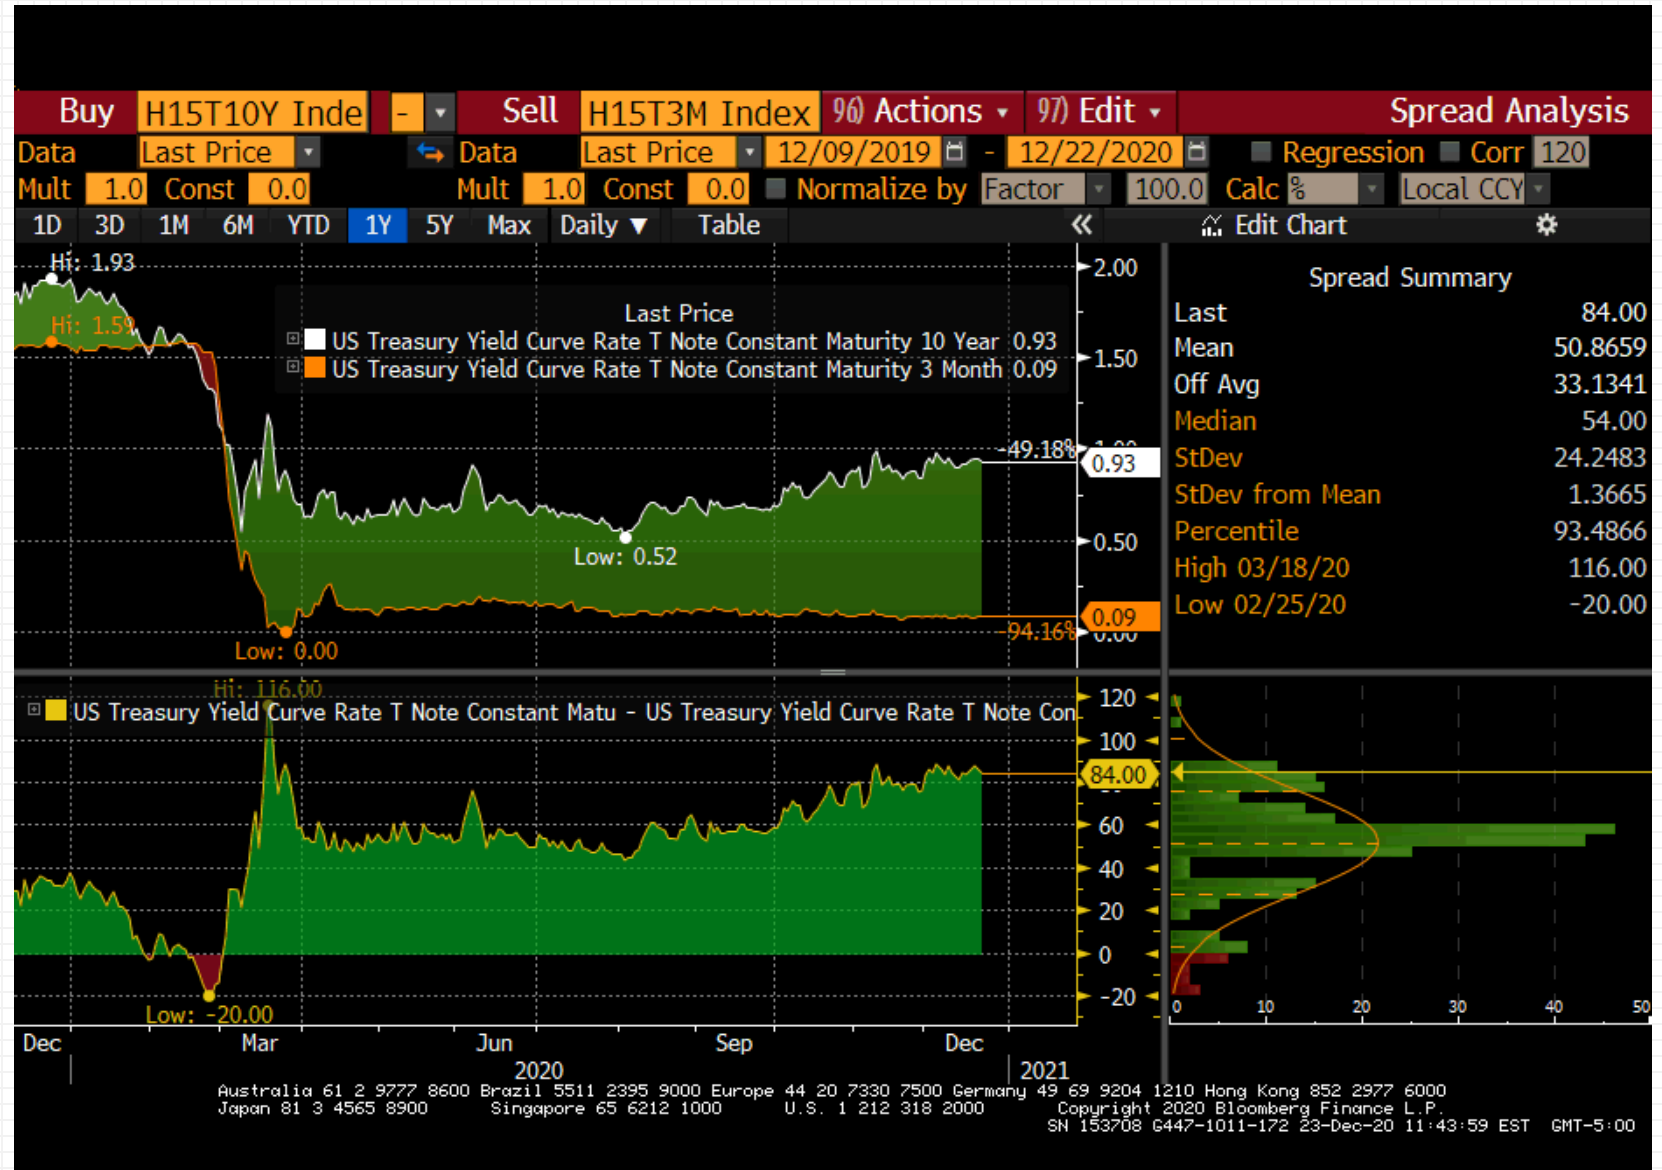 Buy H15T10Y Inde - Sell H15T3M Index 96) Actions 97) Edit Spread Analysis
Data Last Price Data Last Price 12/09/2019 - 12/22/2020 Regression Corr 120
Mult 1.0 Const 0.0 Mult 1.0 Const 0.0 Normalize by Factor 100.0 Calc % Local CCY
1D 3D 1M 6M YTD 1Y 5Y Max Daily ▼ Table « Edit Chart
Hi: 1.93
Hi: 1.59
Last Price
US Treasury Yield Curve Rate T Note Constant Maturity 10 Year 0.93
US Treasury Yield Curve Rate T Note Constant Maturity 3 Month 0.09
Low: 0.52
Low: 0.00
2.00
1.50
-49.18% 1.00
0.93
0.50
0.09
-94.16% 0.00
Spread Summary
Last 84.00
Mean 50.8659
Off Avg 33.1341
Median 54.00
StDev 24.2483
StDev from Mean 1.3665
Percentile 93.4866
High 03/18/20 116.00
Low 02/25/20 -20.00
Hi: 116.00
US Treasury Yield Curve Rate T Note Constant Matu - US Treasury Yield Curve Rate T Note Con
Low: -20.00
120
100
84.00
60
40
20
0
-20
0 10 20 30 40 50
Dec Mar Jun Sep Dec
2020 2021
Australia 61 2 9777 8600 Brazil 5511 2395 9000 Europe 44 20 7330 7500 Germany 49 69 9204 1210 Hong Kong 852 2977 6000
Japan 81 3 4565 8900 Singapore 65 6212 1000 U.S. 1 212 318 2000 Copyright 2020 Bloomberg Finance L.P.
SN 153708 G447-1011-172 23-Dec-20 11:43:59 EST GMT-5:00